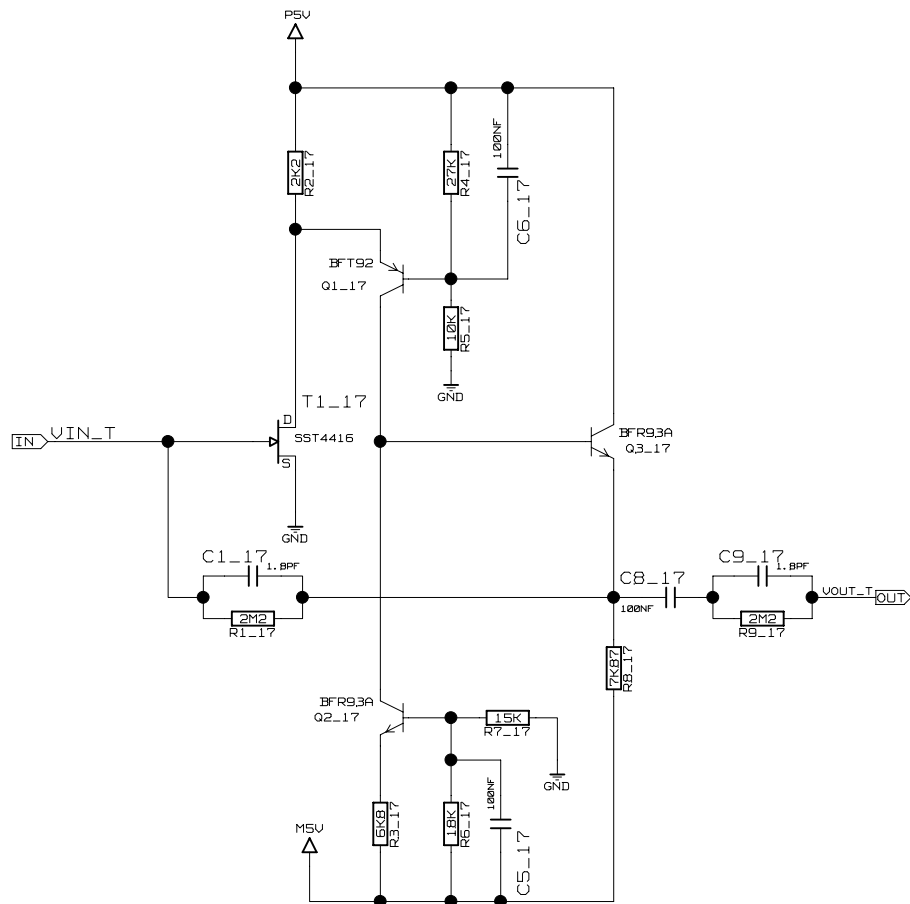 P5V
2K2
R2_17
27K
R4_17
100NF
C6_17
BFT92
Q1_17
10K
R5_17
GND
T1_17
D
SST4416
S
GND
IN
VIN_T
BFR93A
Q3_17
C1_17
1.8PF
2M2
R1_17
C8_17
100NF
C9_17
1.8PF
2M2
R9_17
VOUT_T
OUT
7K87
R8_17
BFR93A
Q2_17
15K
R7_17
GND
6K8
R3_17
18K
R6_17
100NF
C5_17
M5V